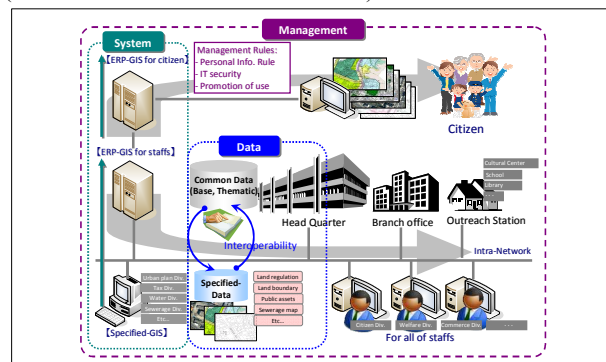 Management
System
【ERP-GIS for citizen】
Management Rules:
- Personal Info. Rule
- IT security
- Promotion of use
Citizen
【ERP-GIS for staffs】
Data
Common Data
(Base, Thematic),
Interoperability
Head Quarter
Branch office
Outreach Station
Cultural Center
School
Library
Intra-Network
Urban plan Div.
Tax Div.
Water Div.
Sewerage Div.
Etc...
【Specified-GIS】
Specified-
Data
Land regulation
Land boundary
Public assets
Sewerage map
Etc...
Citizen Div.
Welfare Div.
Commerce Div.
- - -
For all of staffs